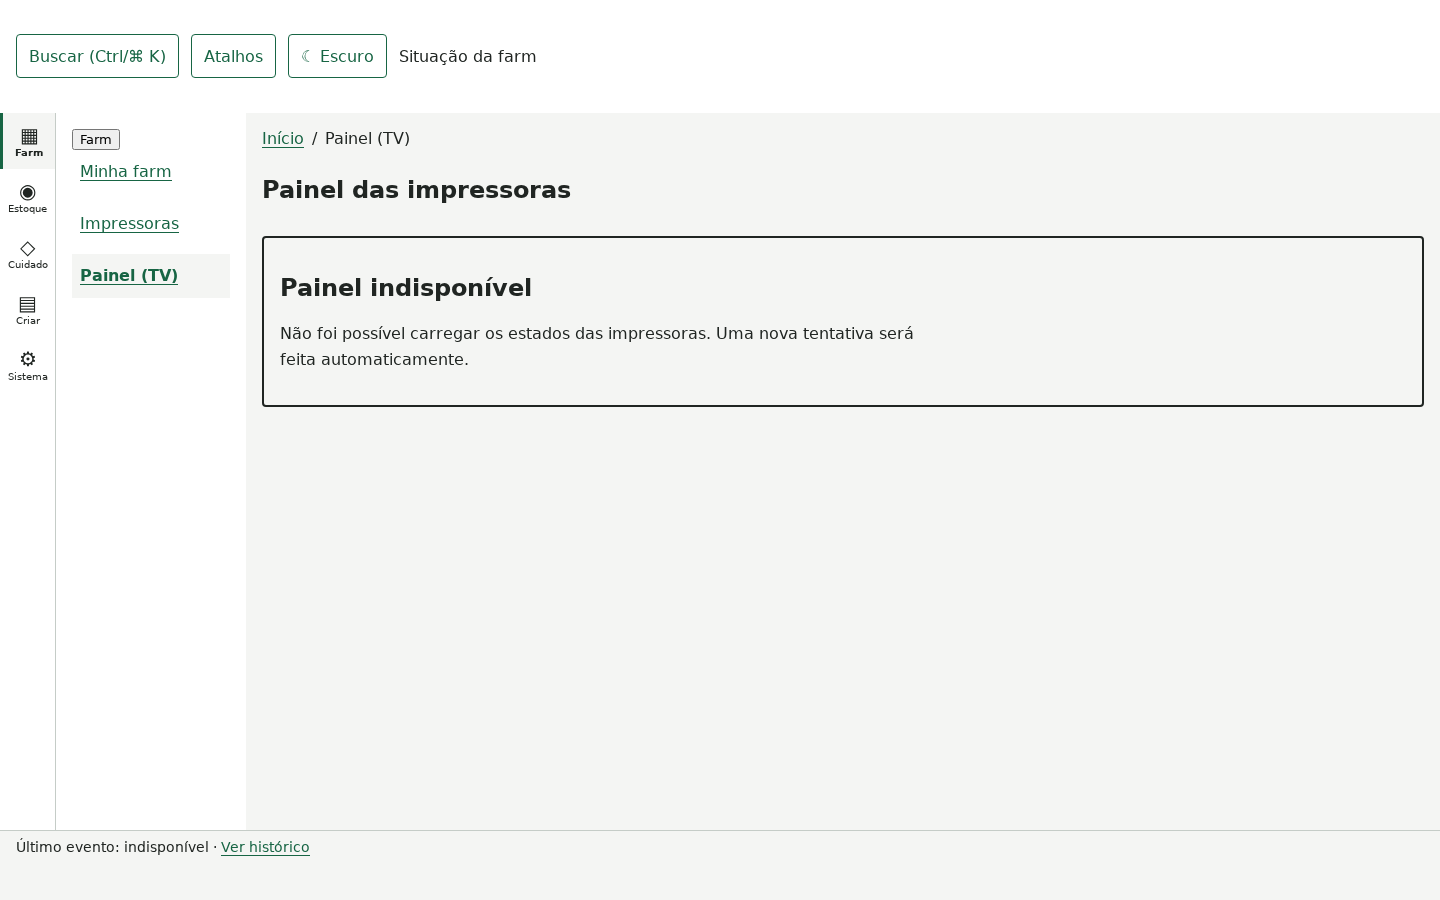 Buscar (Ctrl/⌘ K)
Atalhos
☾ Escuro
Situação da farm
Farm
Estoque
Cuidado
Criar
Sistema
Farm
Minha farm
Impressoras
Painel (TV)
Início / Painel (TV)
Painel das impressoras
Painel indisponível
Não foi possível carregar os estados das impressoras. Uma nova tentativa será
feita automaticamente.
Último evento: indisponível · Ver histórico